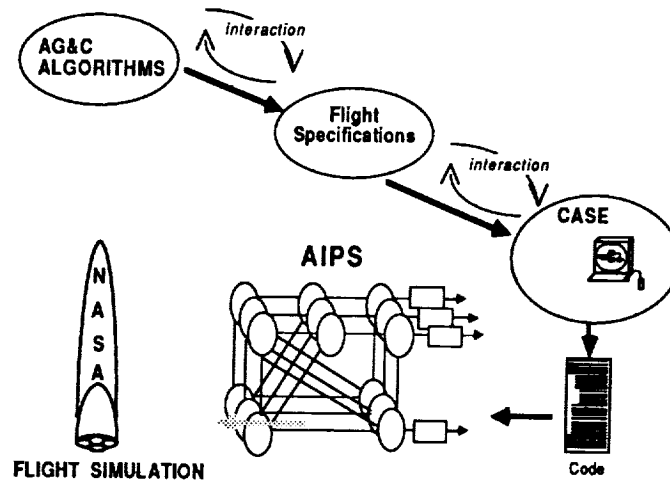 interaction
AG&C
ALGORITHMS
Flight
Specifications
interaction
CASE
AIPS
N
A
S
A
FLIGHT SIMULATION
Code